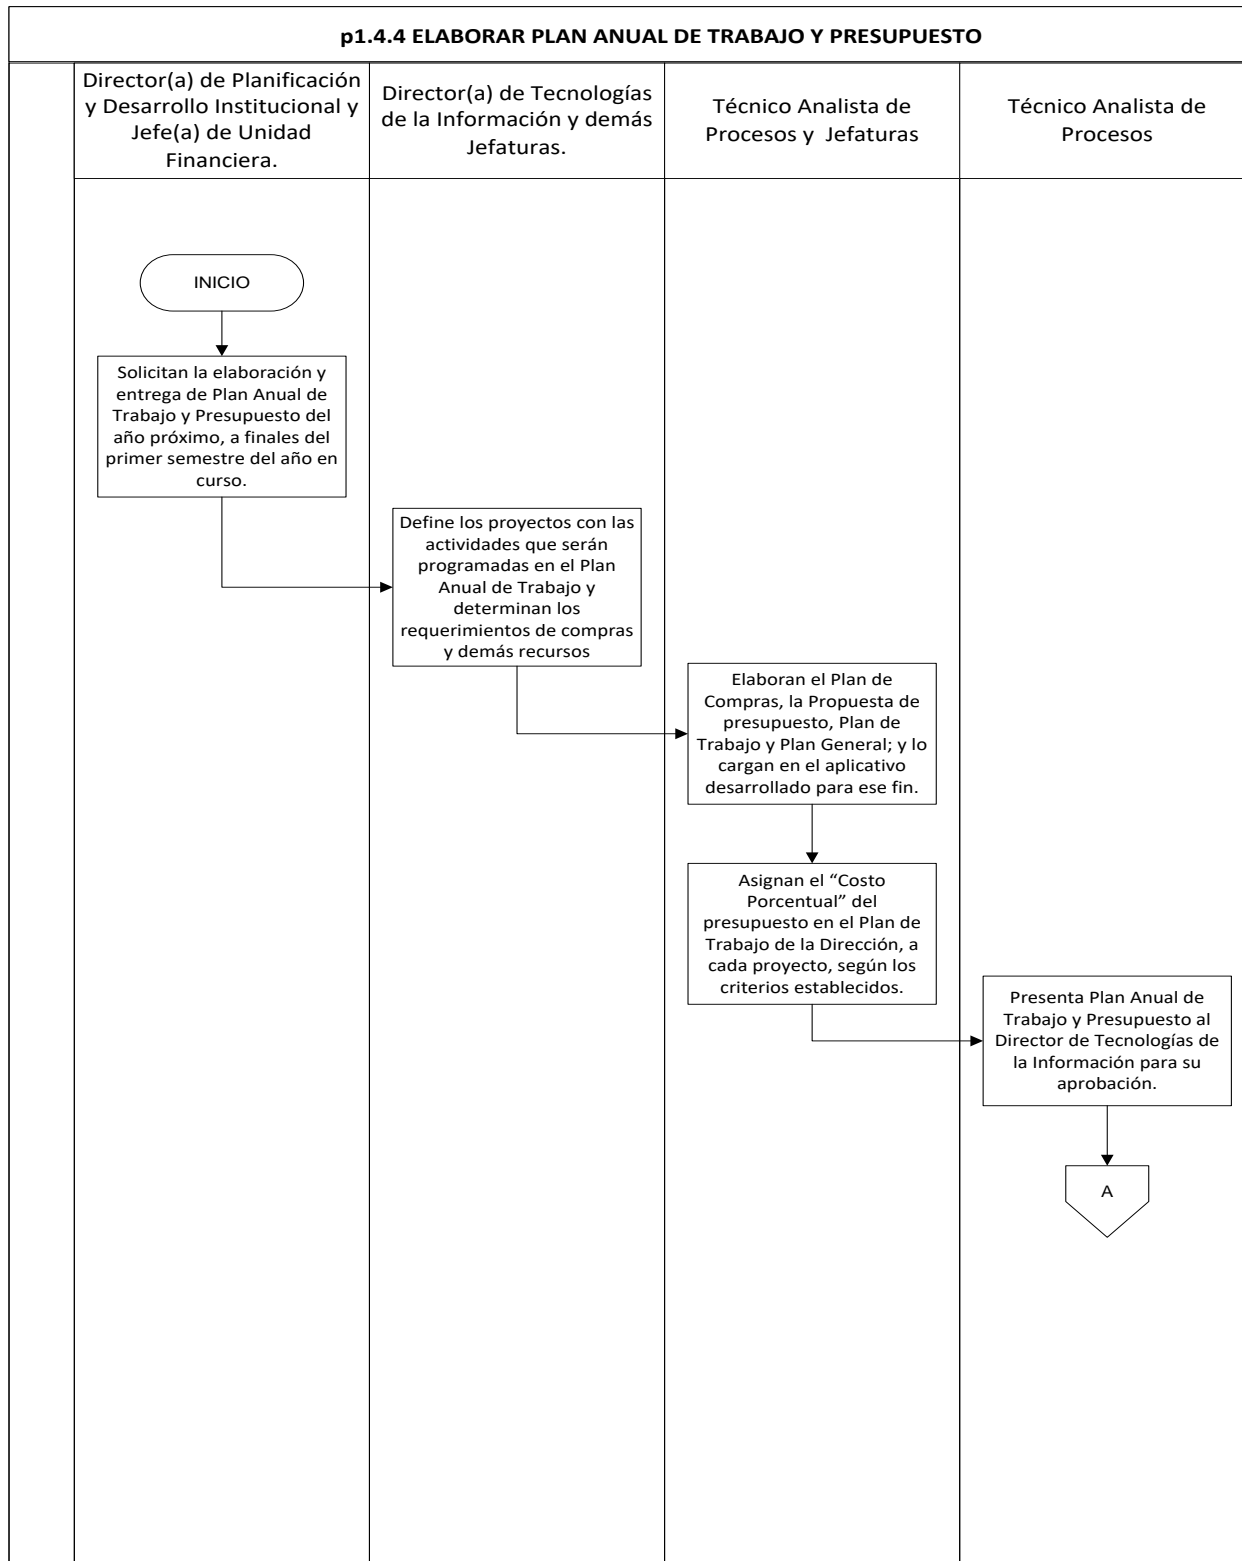 p1.4.4 ELABORAR PLAN ANUAL DE TRABAJO Y PRESUPUESTO
Director(a) de Planificación
y Desarrollo Institucional y
Jefe(a) de Unidad
Financiera.
Director(a) de Tecnologías
de la Información y demás
Jefaturas.
Técnico Analista de
Procesos y Jefaturas
Técnico Analista de
Procesos
INICIO
Solicitan la elaboración y
entrega de Plan Anual de
Trabajo y Presupuesto del
año próximo, a finales del
primer semestre del año en
curso.
Define los proyectos con las
actividades que serán
programadas en el Plan
Anual de Trabajo y
determinan los
requerimientos de compras
y demás recursos
Elaboran el Plan de
Compras, la Propuesta de
presupuesto, Plan de
Trabajo y Plan General; y lo
cargan en el aplicativo
desarrollado para ese fin.
Asignan el “Costo
Porcentual” del
presupuesto en el Plan de
Trabajo de la Dirección, a
cada proyecto, según los
criterios establecidos.
Presenta Plan Anual de
Trabajo y Presupuesto al
Director de Tecnologías de
la Información para su
aprobación.
A